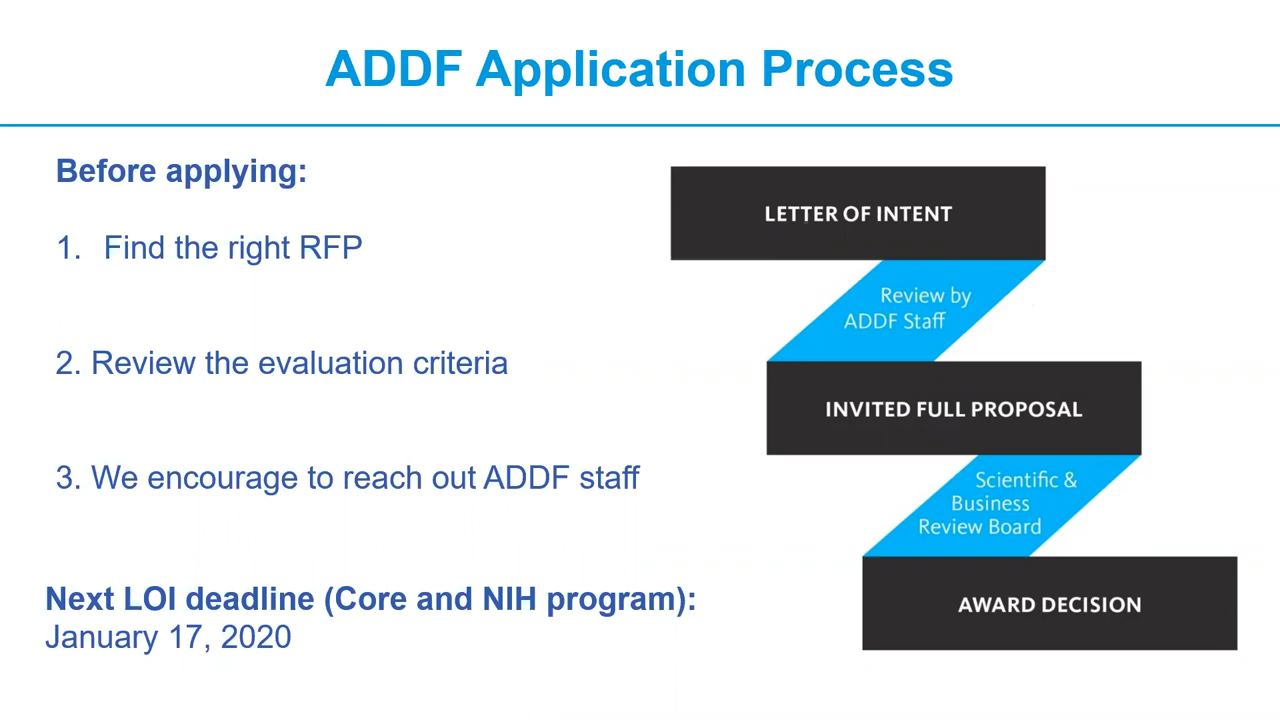 ADDF Application Process
Before applying:
1. Find the right RFP
2. Review the evaluation criteria
3. We encourage to reach out ADDF staff
Next LOI deadline (Core and NIH program):
January 17, 2020
LETTER OF INTENT
Review by
ADDF Staff
INVITED FULL PROPOSAL
Scientific &
Business
Review Board
AWARD DECISION